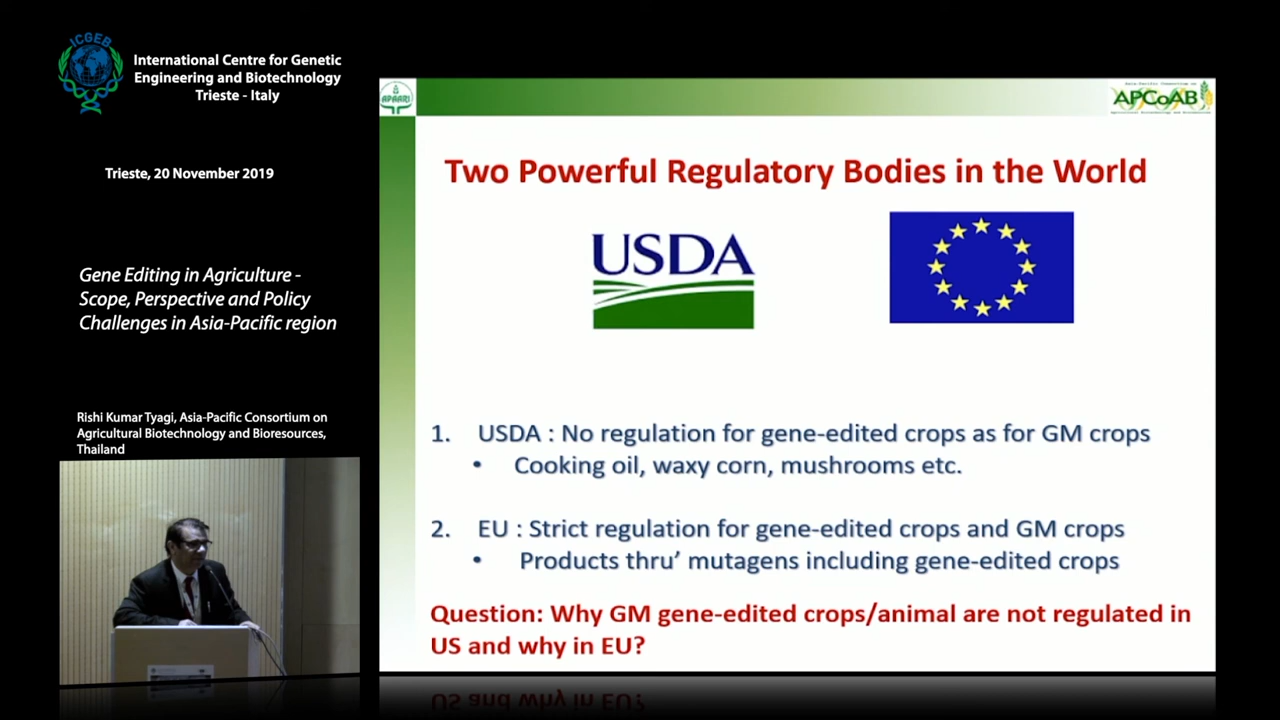 ICGEB
International Centre for Genetic
Engineering and Biotechnology
Trieste - Italy
Trieste, 20 November 2019
Gene Editing in Agriculture -
Scope, Perspective and Policy
Challenges in Asia-Pacific region
Rishi Kumar Tyagi, Asia-Pacific Consortium on
Agricultural Biotechnology and Bioresources,
Thailand
APAARI
APCoAB
Two Powerful Regulatory Bodies in the World
USDA
1. USDA : No regulation for gene-edited crops as for GM crops
• Cooking oil, waxy corn, mushrooms etc.
2. EU : Strict regulation for gene-edited crops and GM crops
• Products thru’ mutagens including gene-edited crops
Question: Why GM gene-edited crops/animal are not regulated in
US and why in EU?